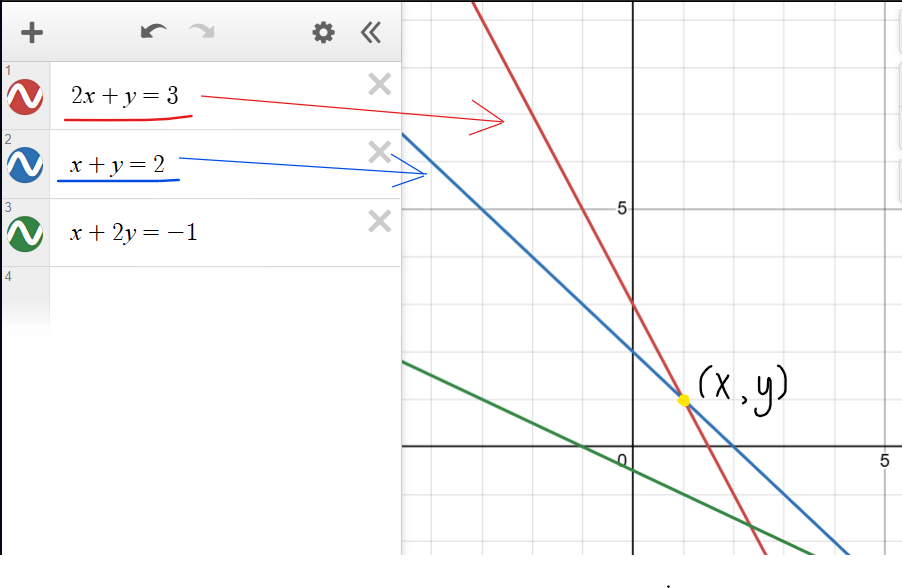 1
2x + y = 3
2
x + y = 2
3
x + 2y = −1
4
5
(x, y)
0
5